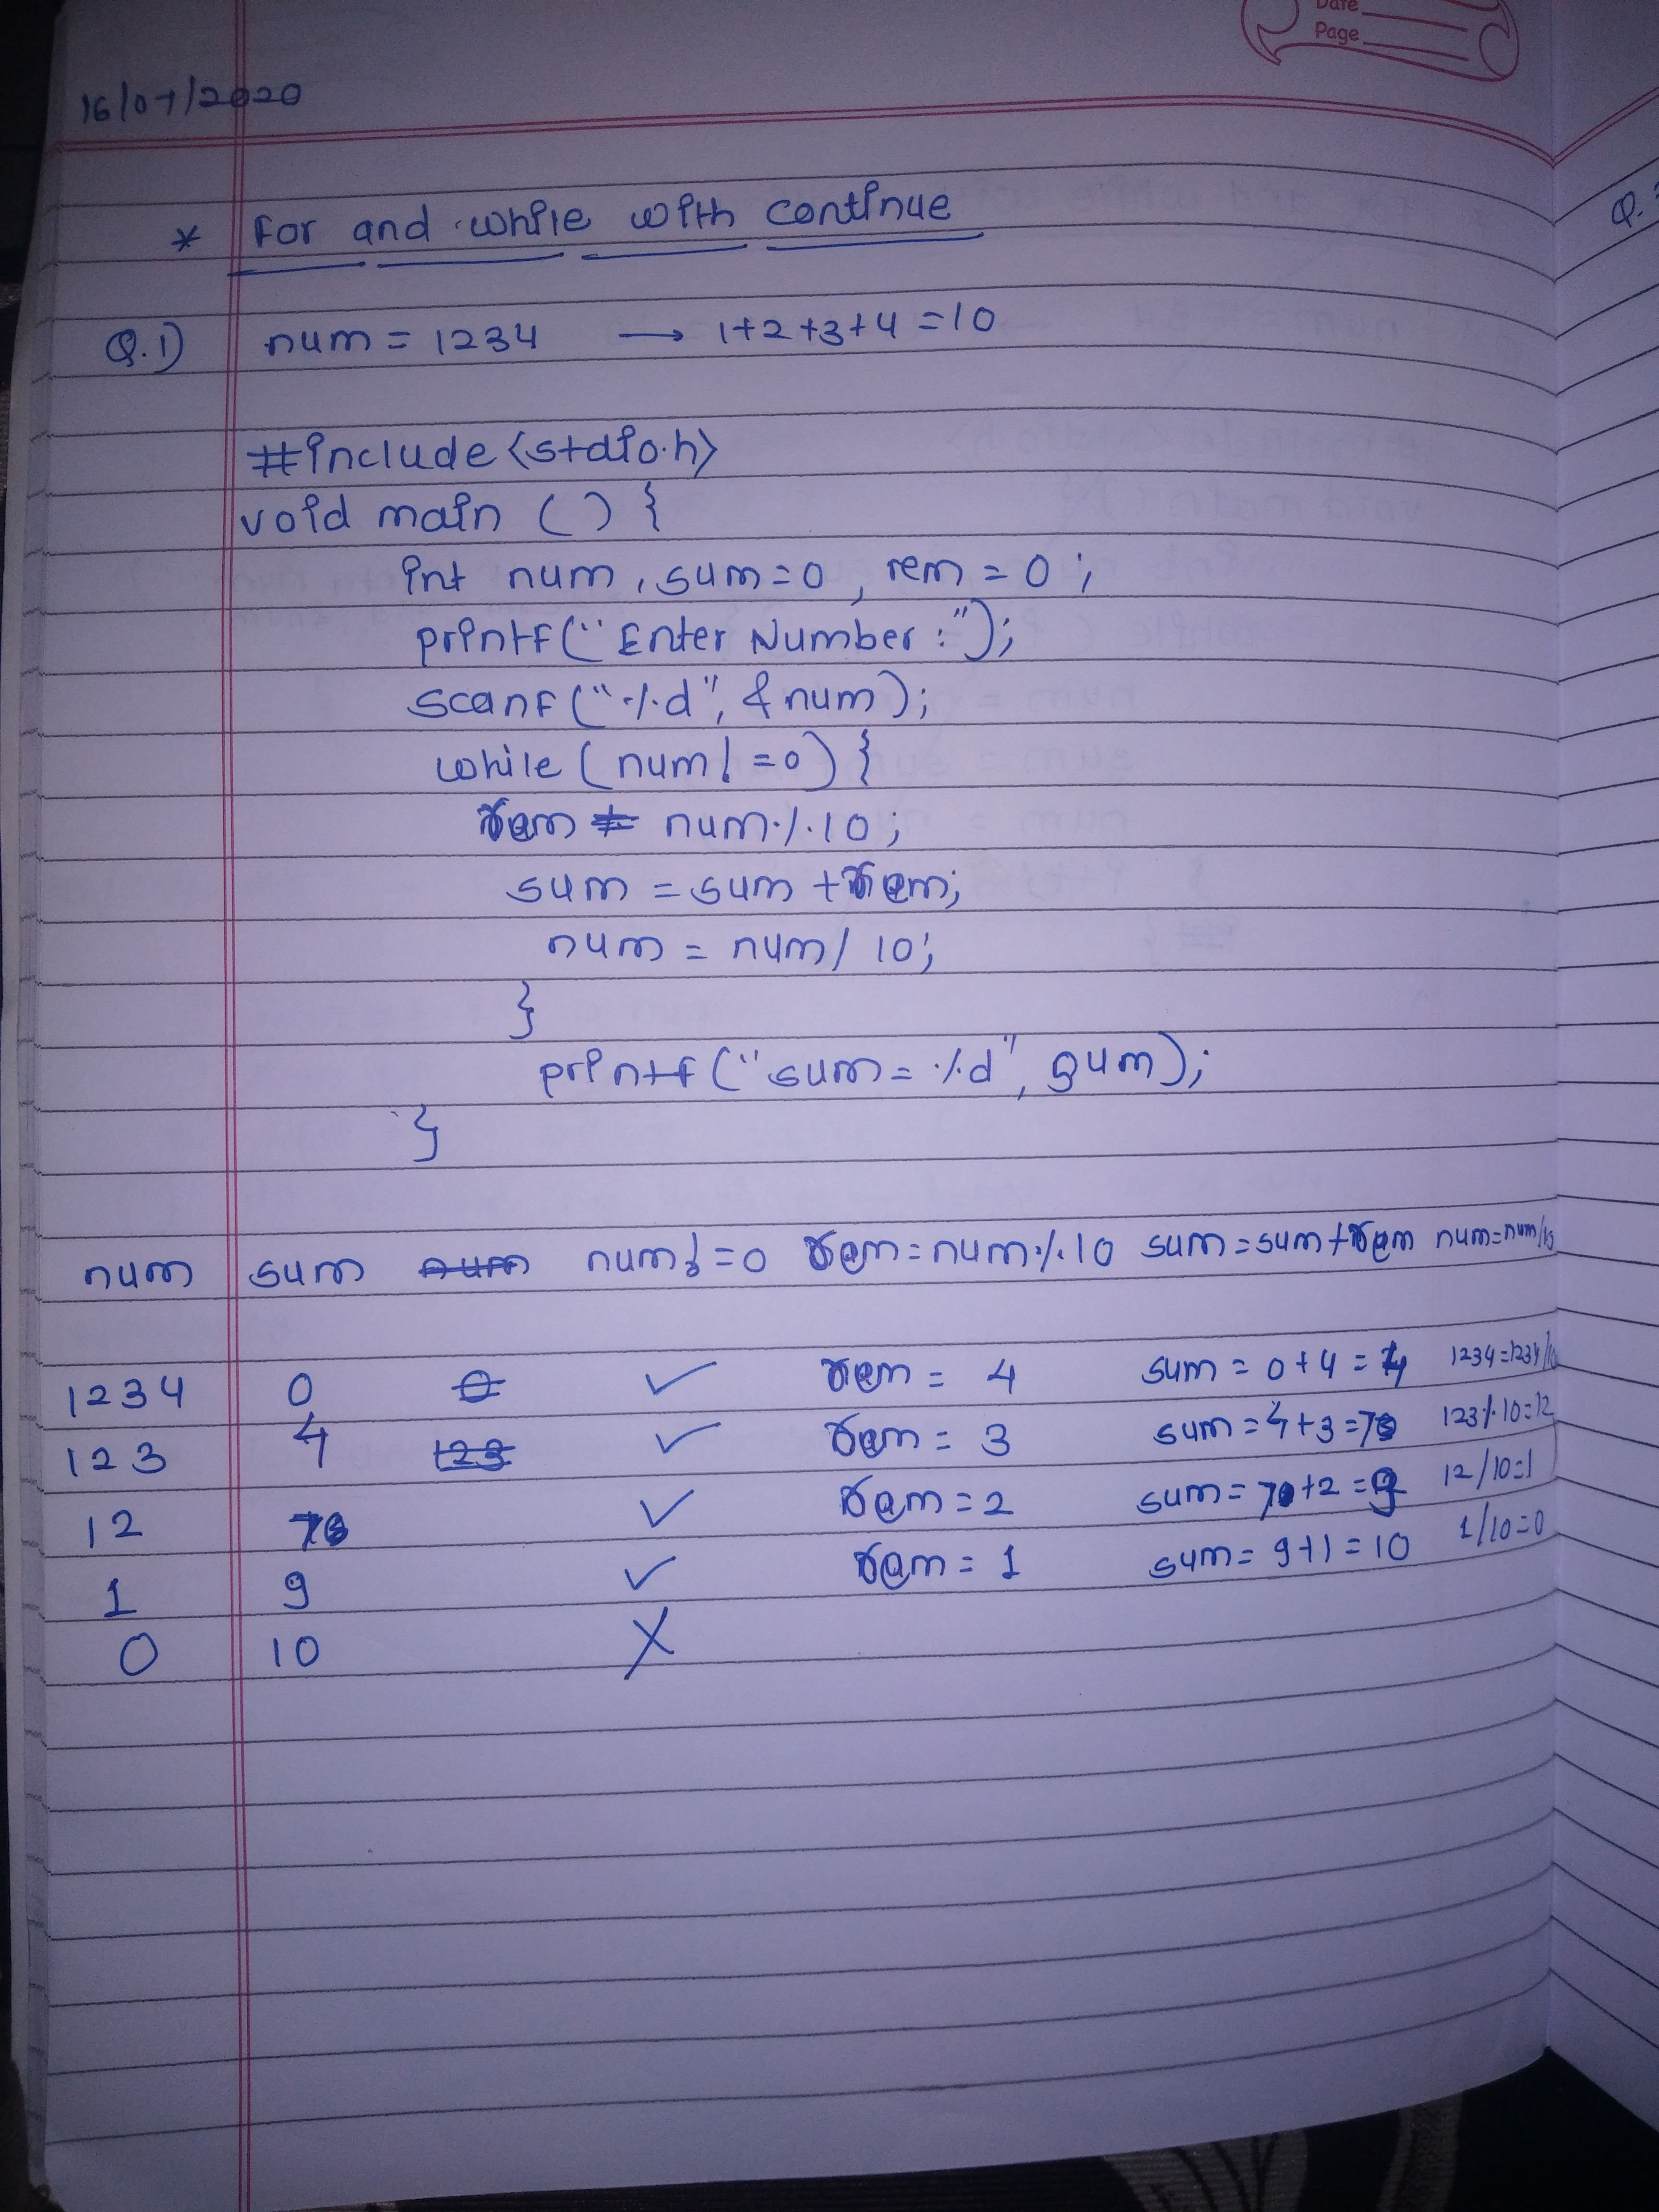 Date
Page
16/07/2020
* For and while with continue
Q.
Q.1) num = 1234 → 1+2+3+4=10
#include <stdio.h>
void main () {
int num, sum=0, rem = 0;
printf("Enter Number:");
scanf("%d", &num);
while (num!=0) {
rem = num%10;
sum = sum + rem;
num = num/10;
}
printf("sum=%d", sum);
}
num sum num num!=0 rem=num%10 sum=sum+rem num=num/10
1234 0 0 ✓ rem = 4 sum = 0+4=4 1234=1234/10
123 4 123 ✓ rem = 3 sum=4+3=7 123%10=12
12 7 ✓ rem=2 sum=7+2=9 12/10=1
1 9 ✓ rem=1 sum=9+1=10 1/10=0
0 10 X